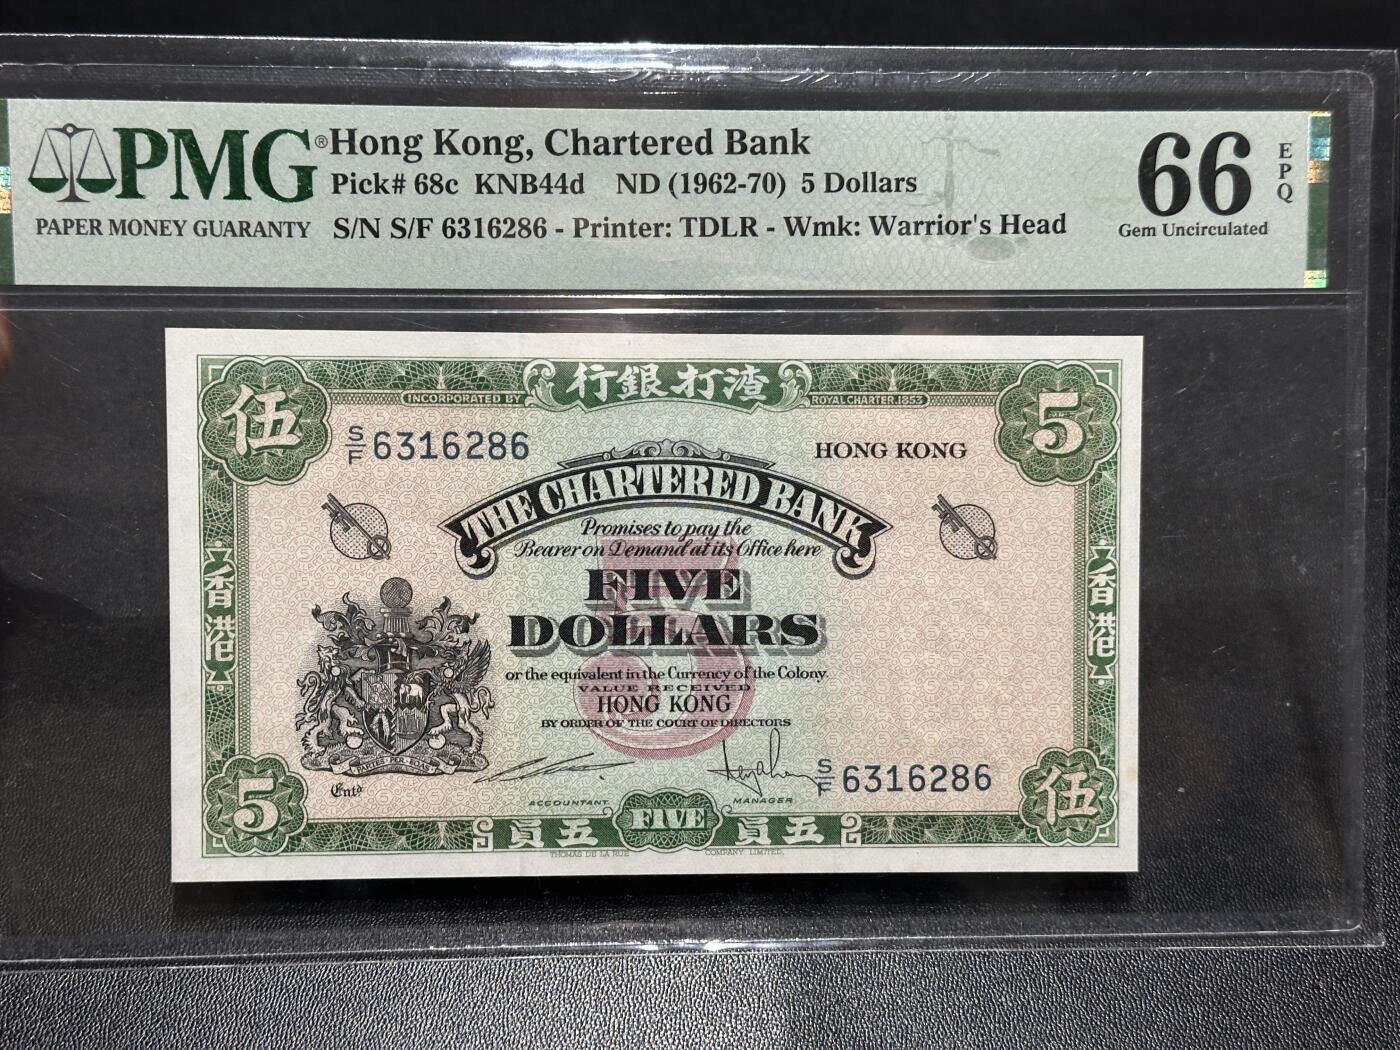 PMG®
PAPER MONEY GUARANTY
Hong Kong, Chartered Bank
Pick# 68c KNB44d ND (1962-70) 5 Dollars
S/N S/F 6316286 - Printer: TDLR - Wmk: Warrior's Head
66
EPQ
Gem Uncirculated
行銀打渣
INCORPORATED BY
ROYAL CHARTER.1853
伍
5
S/F 6316286
HONG KONG
THE CHARTERED BANK
Promises to pay the
Bearer on Demand at its Office here
5
FIVE
DOLLARS
香港
香港
or the equivalent in the Currency of the Colony.
VALUE RECEIVED
HONG KONG
BY ORDER OF THE COURT OF DIRECTORS
Entd
S/F 6316286
ACCOUNTANT
MANAGER
5
伍
員五
FIVE
員五
THOMAS DE LA RUE
COMPANY, LIMITED.